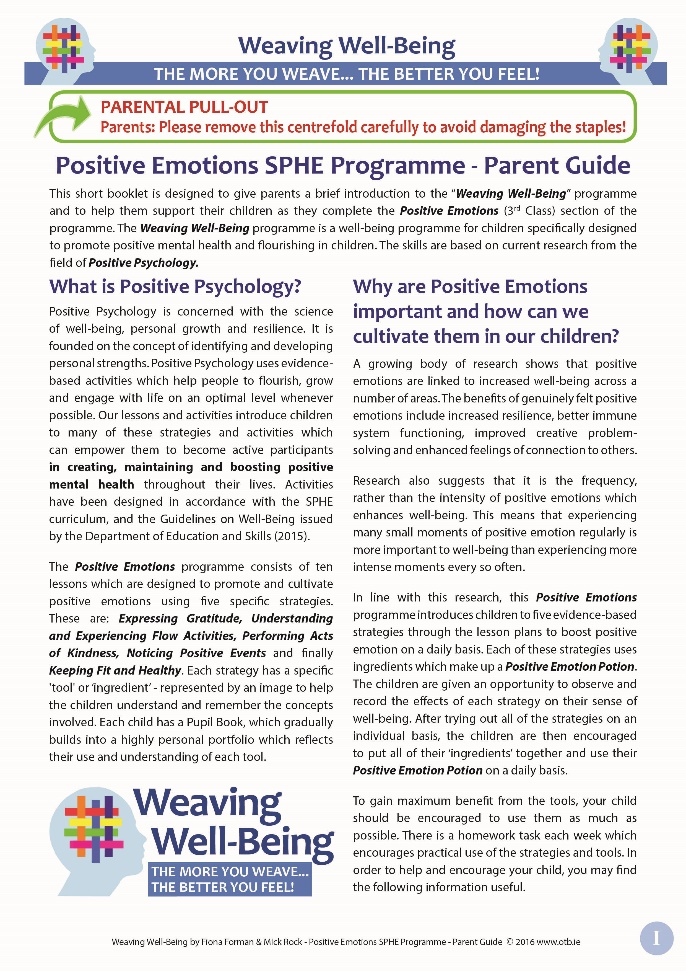 Weaving Well-Being
THE MORE YOU WEAVE... THE BETTER YOU FEEL!
PARENTAL PULL-OUT
Parents: Please remove this centrefold carefully to avoid damaging the staples!
Positive Emotions SPHE Programme - Parent Guide
This short booklet is designed to give parents a brief introduction to the "Weaving Well-Being" programme
and to help them support their children as they complete the Positive Emotions (3rd Class) section of the
programme. The Weaving Well-Being programme is a well-being programme for children specifically designed
to promote positive mental health and flourishing in children. The skills are based on current research from the
field of Positive Psychology.
What is Positive Psychology?
Positive Psychology is concerned with the science
of well-being, personal growth and resilience. It is
founded on the concept of identifying and developing
personal strengths. Positive Psychology uses evidence-
based activities which help people to flourish, grow
and engage with life on an optimal level whenever
possible. Our lessons and activities introduce children
to many of these strategies and activities which
can empower them to become active participants
in creating, maintaining and boosting positive
mental health throughout their lives. Activities
have been designed in accordance with the SPHE
curriculum, and the Guidelines on Well-Being issued
by the Department of Education and Skills (2015).
The Positive Emotions programme consists of ten
lessons which are designed to promote and cultivate
positive emotions using five specific strategies.
These are: Expressing Gratitude, Understanding
and Experiencing Flow Activities, Performing Acts
of Kindness, Noticing Positive Events and finally
Keeping Fit and Healthy. Each strategy has a specific
'tool' or 'ingredient' - represented by an image to help
the children understand and remember the concepts
involved. Each child has a Pupil Book, which gradually
builds into a highly personal portfolio which reflects
their use and understanding of each tool.
Weaving
Well-Being
THE MORE YOU WEAVE...
THE BETTER YOU FEEL!
Why are Positive Emotions
important and how can we
cultivate them in our children?
A growing body of research shows that positive
emotions are linked to increased well-being across a
number of areas. The benefits of genuinely felt positive
emotions include increased resilience, better immune
system functioning, improved creative problem-
solving and enhanced feelings of connection to others.
Research also suggests that it is the frequency,
rather than the intensity of positive emotions which
enhances well-being. This means that experiencing
many small moments of positive emotion regularly is
more important to well-being than experiencing more
intense moments every so often.
In line with this research, this Positive Emotions
programme introduces children to five evidence-based
strategies through the lesson plans to boost positive
emotion on a daily basis. Each of these strategies uses
ingredients which make up a Positive Emotion Potion.
The children are given an opportunity to observe and
record the effects of each strategy on their sense of
well-being. After trying out all of the strategies on an
individual basis, the children are then encouraged
to put all of their 'ingredients' together and use their
Positive Emotion Potion on a daily basis.
To gain maximum benefit from the tools, your child
should be encouraged to use them as much as
possible. There is a homework task each week which
encourages practical use of the strategies and tools. In
order to help and encourage your child, you may find
the following information useful.
Weaving Well-Being by Fiona Forman & Mick Rock - Positive Emotions SPHE Programme - Parent Guide © 2016 www.otb.ie
I